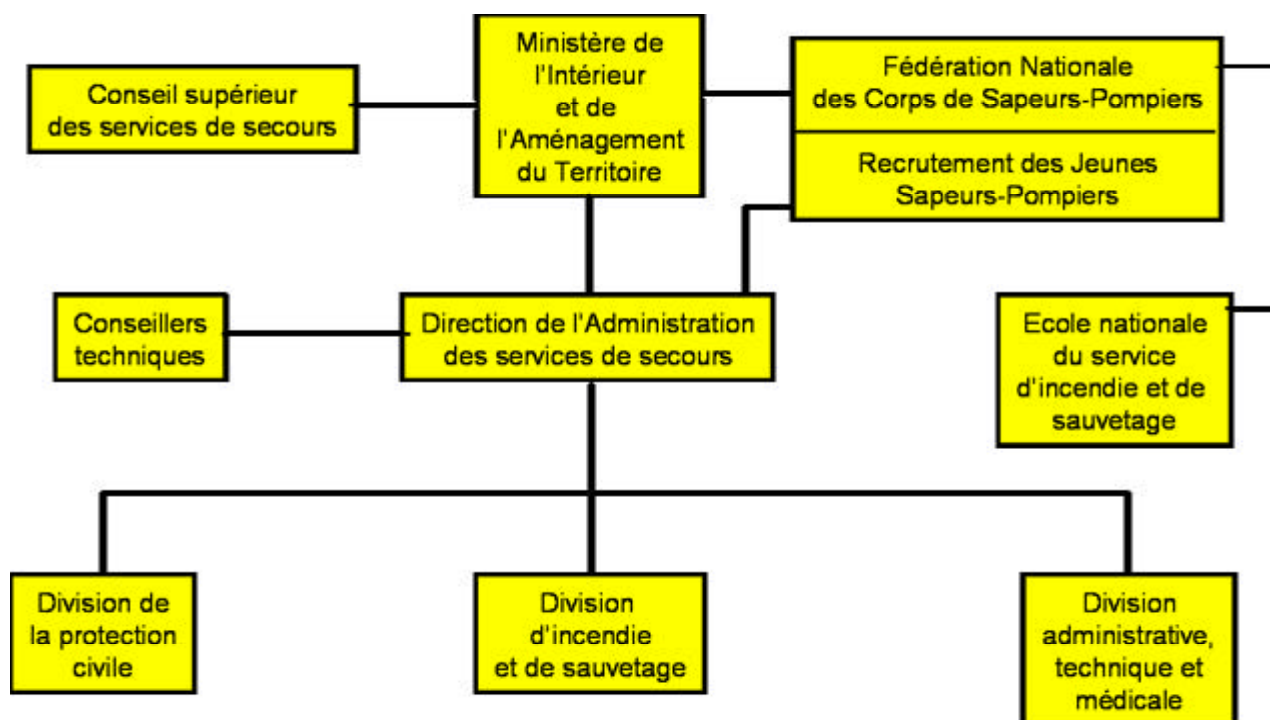 Conseil supérieur
des services de secours
Ministère de
l'Intérieur
et de
l'Aménagement
du Territoire
Fédération Nationale
des Corps de Sapeurs-Pompiers
Recrutement des Jeunes
Sapeurs-Pompiers
Conseillers
techniques
Direction de l'Administration
des services de secours
Ecole nationale
du service
d'incendie et de
sauvetage
Division de
la protection
civile
Division
d'incendie
et de sauvetage
Division
administrative,
technique et
médicale